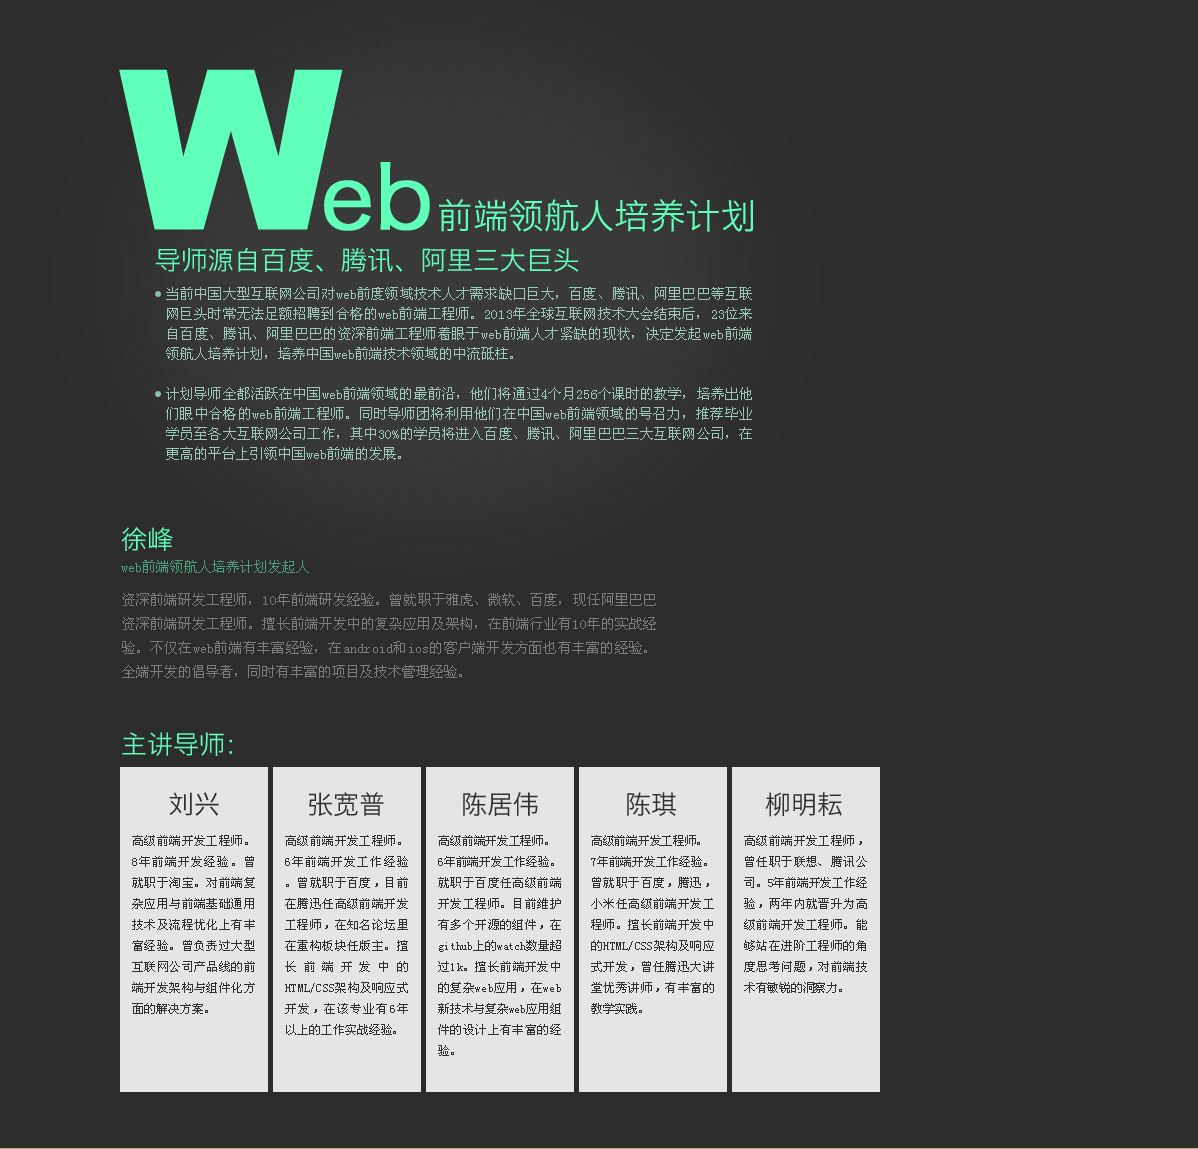 Web前端领航人培养计划
导师源自百度、腾讯、阿里三大巨头
●当前中国大型互联网公司对web前度领域技术人才需求缺口巨大，百度、腾讯、阿里巴巴等互联
网巨头时常无法足额招聘到合格的web前端工程师。2013年全球互联网技术大会结束后，23位来
自百度、腾讯、阿里巴巴的资深前端工程师着眼于web前端人才紧缺的现状，决定发起web前端
领航人培养计划，培养中国web前端技术领域的中流砥柱。
●计划导师全都活跃在中国web前端领域的最前沿，他们将通过4个月256个课时的教学，培养出他
们眼中合格的web前端工程师。同时导师团将利用他们在中国web前端领域的号召力，推荐毕业
学员至各大互联网公司工作，其中30%的学员将进入百度、腾讯、阿里巴巴三大互联网公司，在
更高的平台上引领中国web前端的发展。
徐峰
web前端领航人培养计划发起人
资深前端研发工程师，10年前端研发经验。曾就职于雅虎、微软、百度，现任阿里巴巴
资深前端研发工程师。擅长前端开发中的复杂应用及架构，在前端行业有10年的实战经
验。不仅在web前端有丰富经验，在android和ios的客户端开发方面也有丰富的经验。
全端开发的倡导者，同时有丰富的项目及技术管理经验。
主讲导师：
刘兴
高级前端开发工程师。
8年前端开发经验。曾
就职于淘宝。对前端复
杂应用与前端基础通用
技术及流程优化上有丰
富经验。曾负责过大型
互联网公司产品线的前
端开发架构与组件化方
面的解决方案。
张宽普
高级前端开发工程师。
6年前端开发工作经验
。曾就职于百度，目前
在腾迅任高级前端开发
工程师，在知名论坛里
在重构板块任版主。擅
长前端开发中的
HTML/CSS架构及响应式
开发，在该专业有6年
以上的工作实战经验。
陈居伟
高级前端开发工程师。
6年前端开发工作经验。
就职于百度任高级前端
开发工程师。目前维护
有多个开源的组件，在
github上的watch数量超
过1k。擅长前端开发中
的复杂web应用，在web
新技术与复杂web应用组
件的设计上有丰富的经
验。
陈琪
高级前端开发工程师。
7年前端开发工作经验。
曾就职于百度，腾迅，
小米任高级前端开发工
程师。擅长前端开发中
的HTML/CSS架构及响应
式开发，曾任腾迅大讲
堂优秀讲师，有丰富的
教学实践。
柳明耘
高级前端开发工程师，
曾任职于联想、腾讯公
司。5年前端开发工作经
验，两年内就晋升为高
级前端开发工程师。能
够站在进阶工程师的角
度思考问题，对前端技
术有敏锐的洞察力。